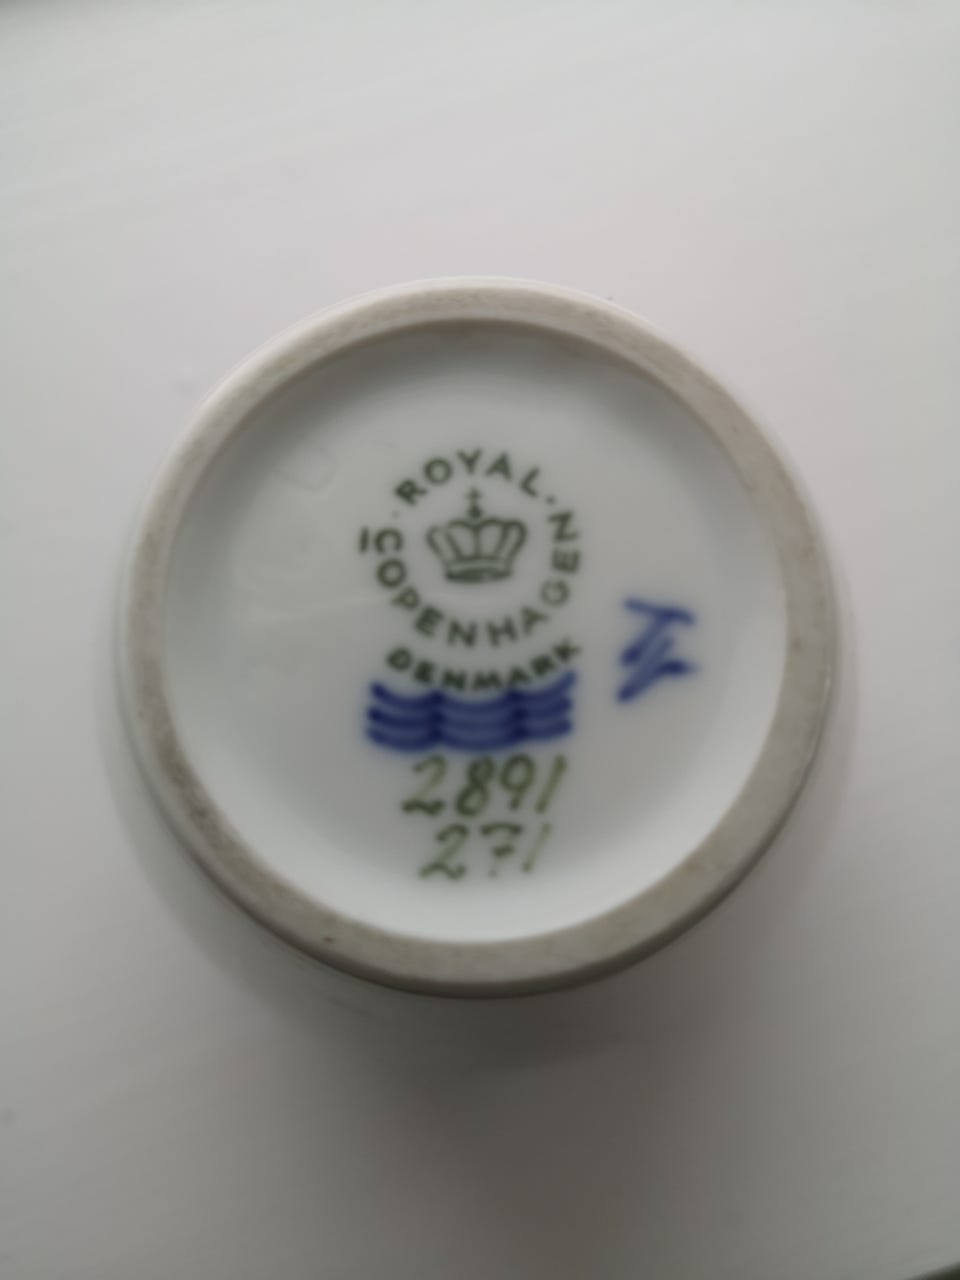 ROYAL · COPENHAGEN
DENMARK
2891
271